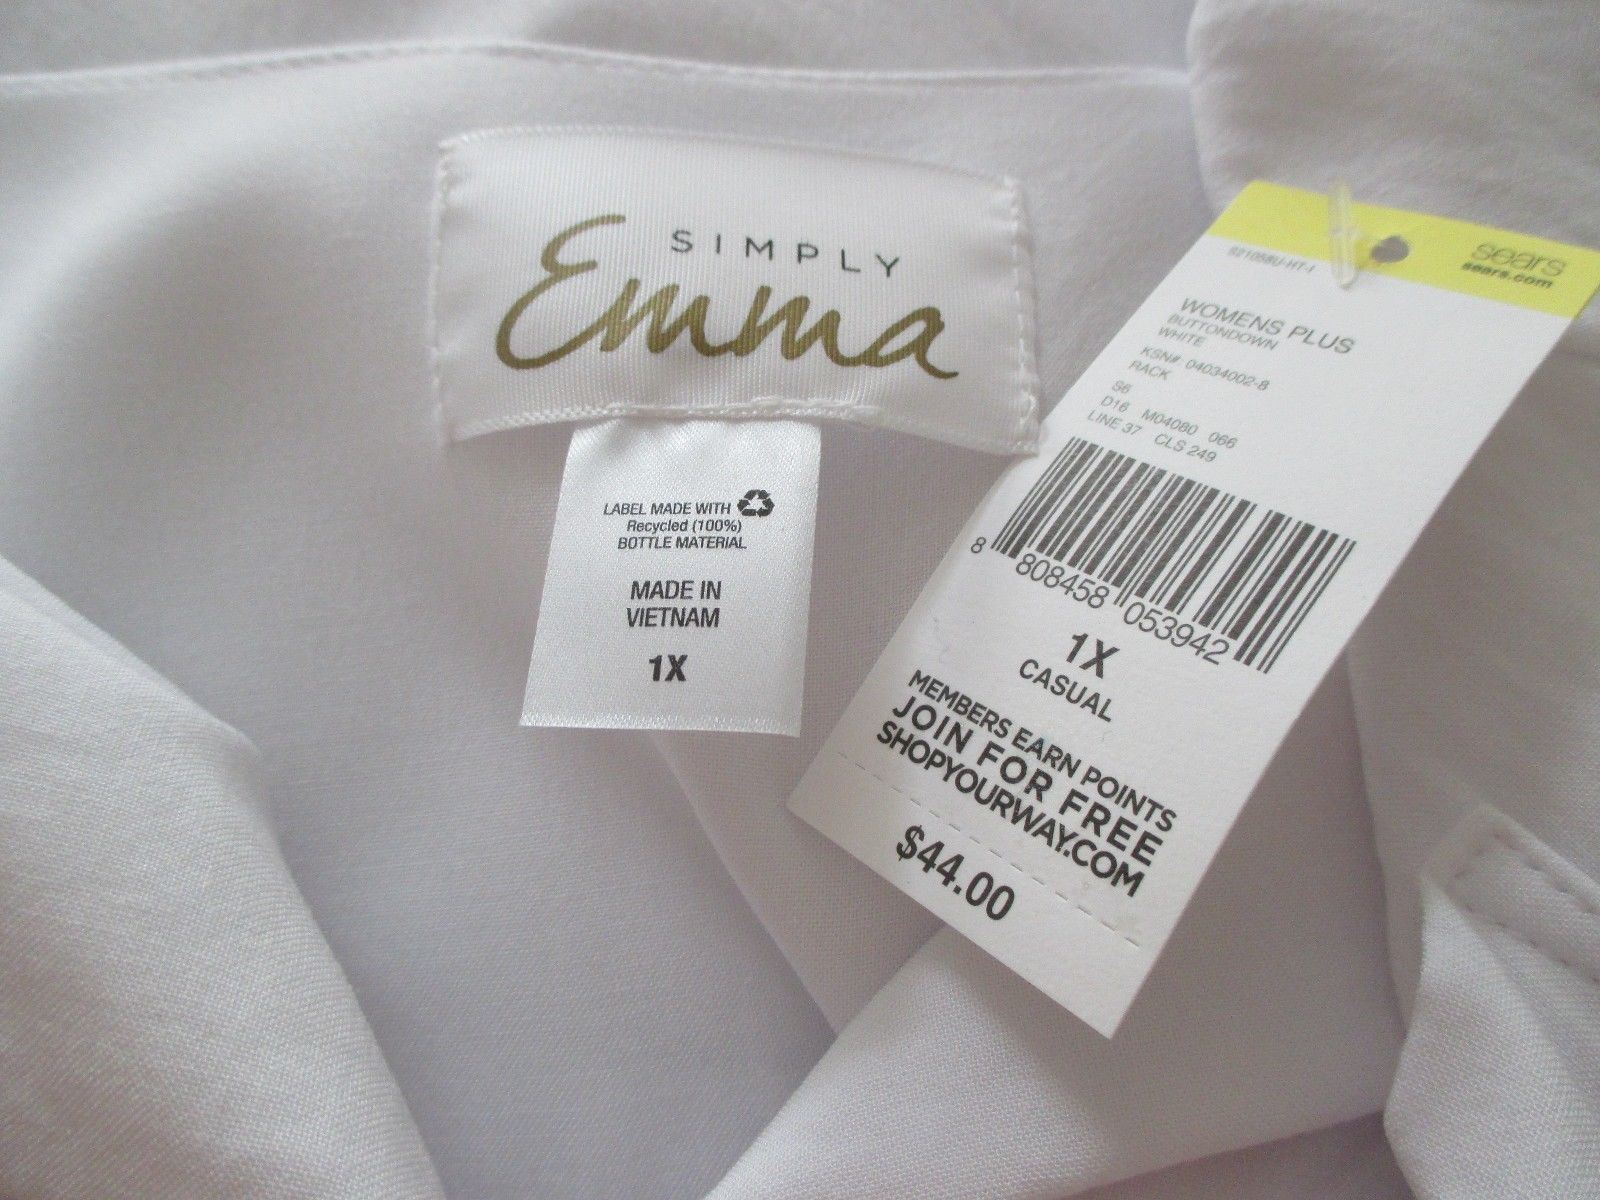 SIMPLY
Emma
LABEL MADE WITH
Recycled (100%)
BOTTLE MATERIAL
MADE IN
VIETNAM
1X
sears
sears.com
WOMENS PLUS
BUTTONDOWN
WHITE
KSN# 04034002-8
RACK
S6
D16 M04080 066
LINE 37 CLS 249
8 808458 053942
1X
CASUAL
MEMBERS EARN POINTS
JOIN FOR FREE
SHOPYOURWAY.COM
$44.00